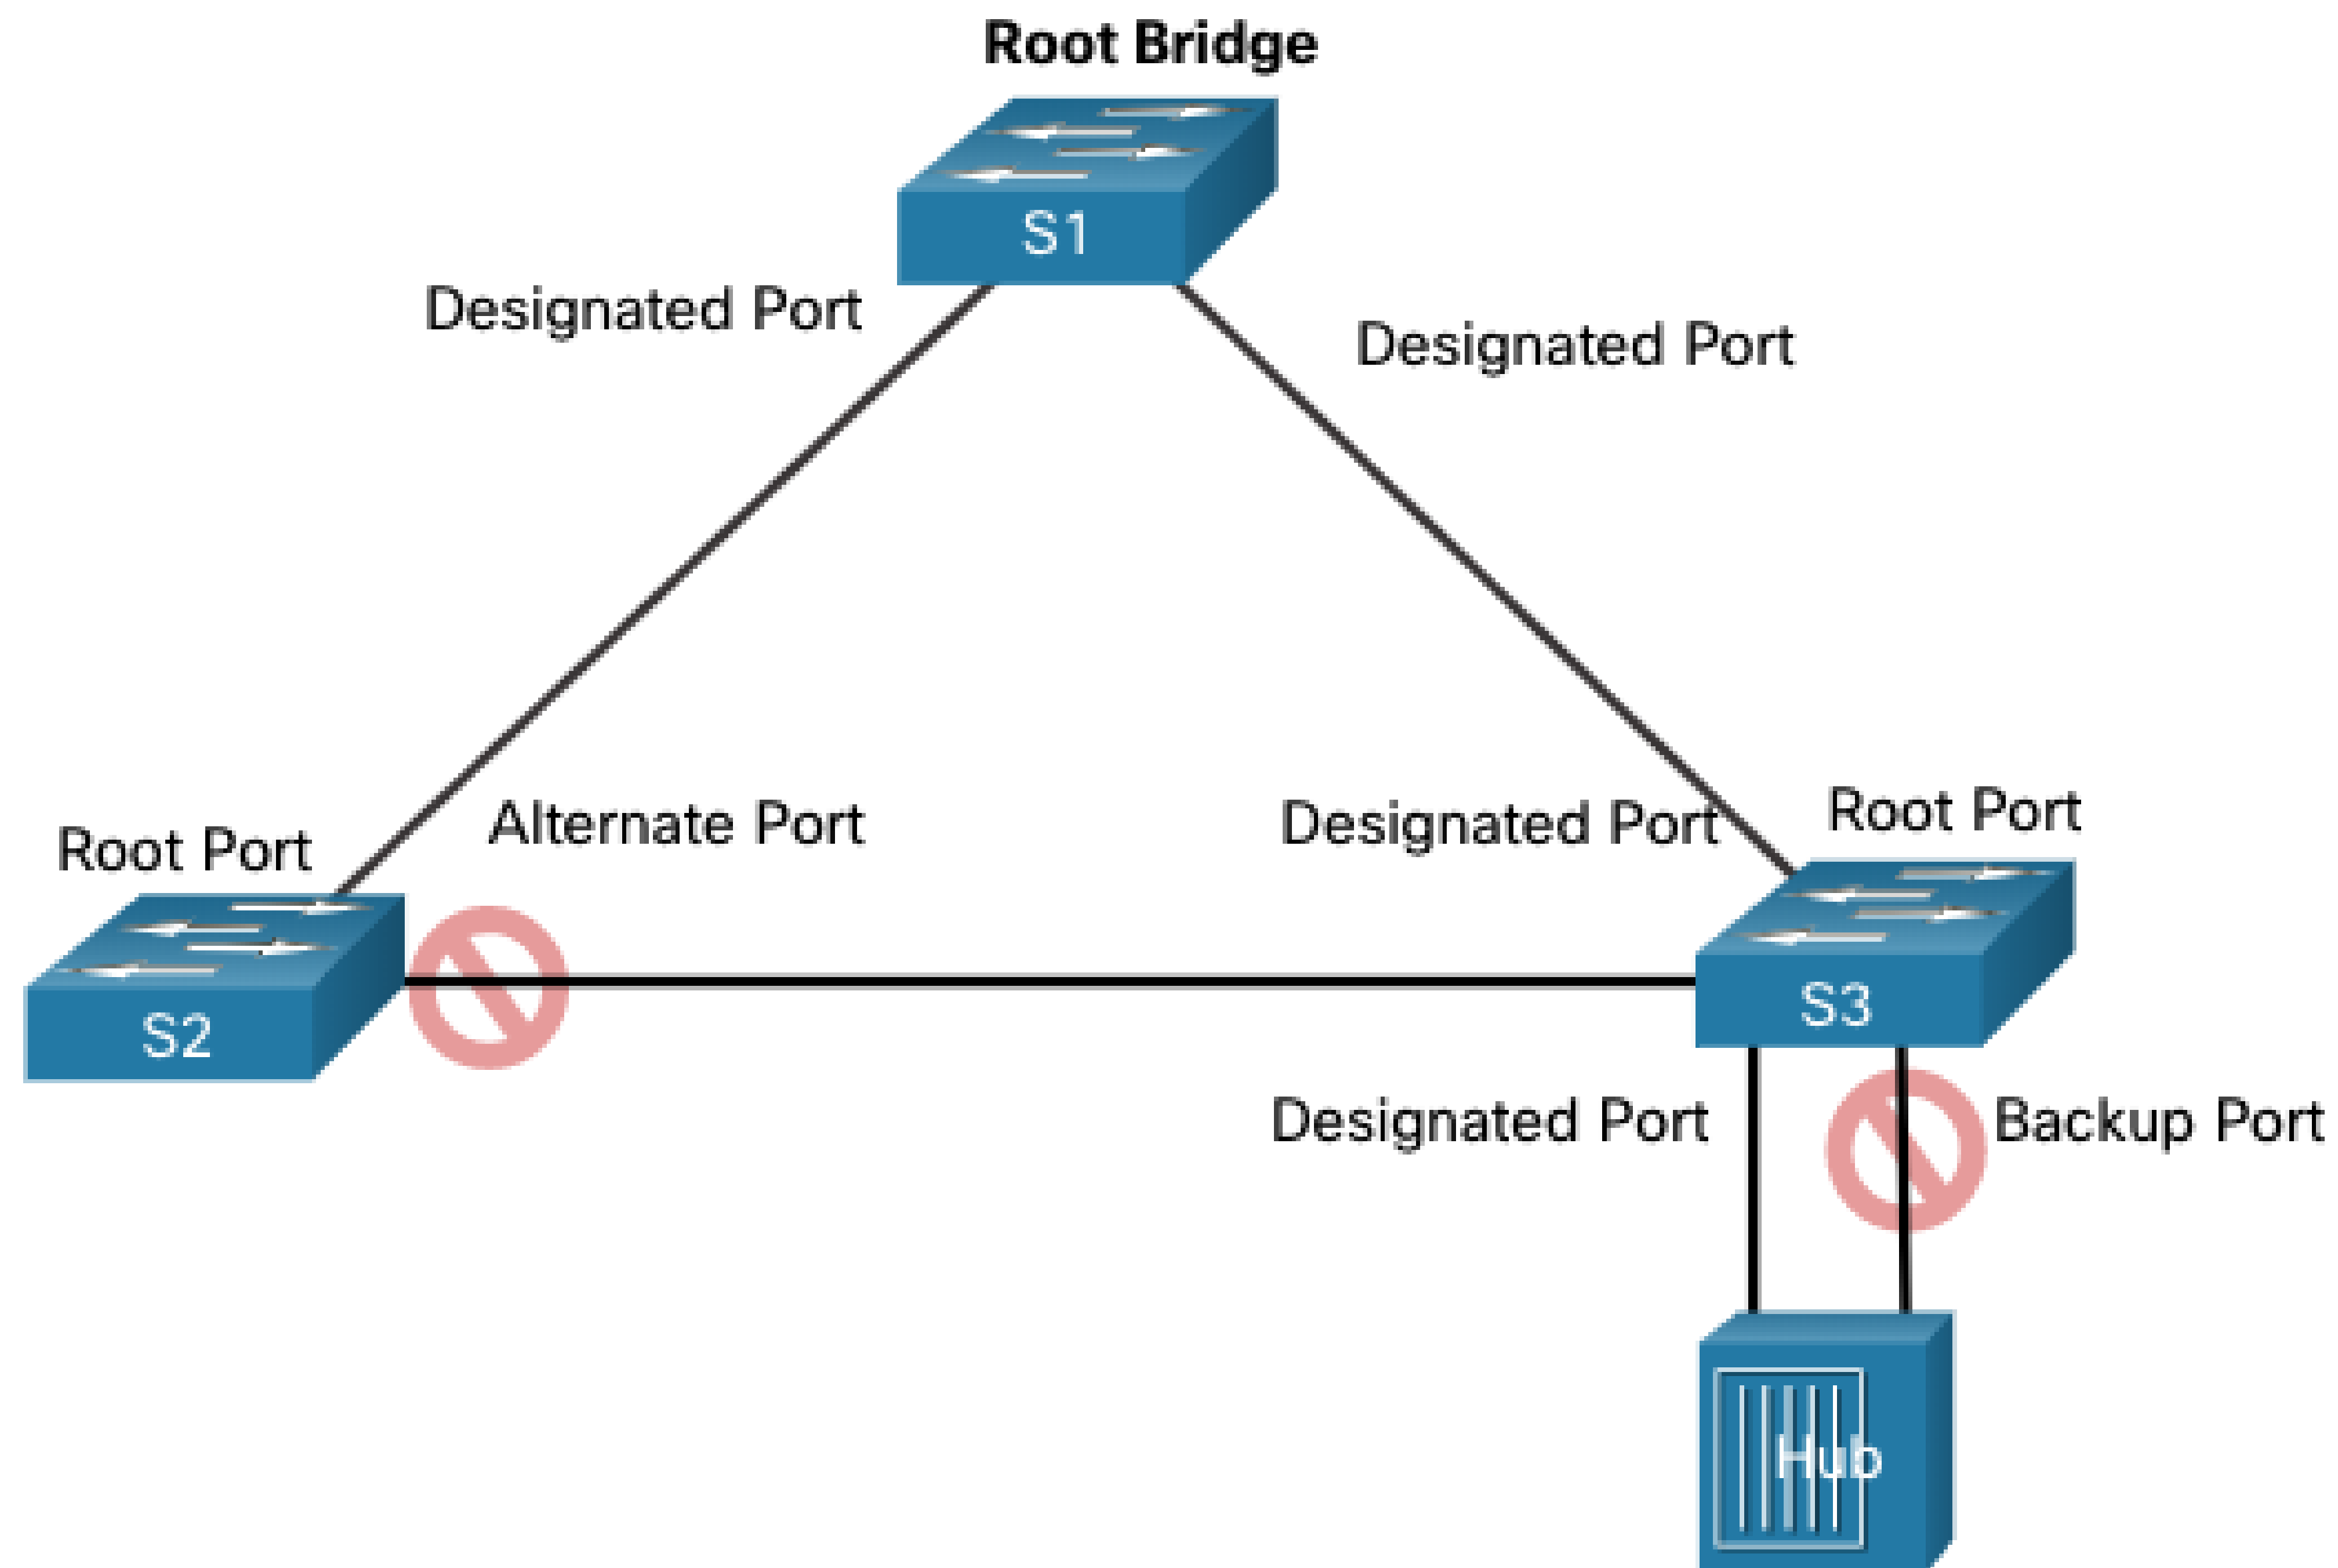 Root Bridge
S1
Designated Port
Designated Port
Root Port
Alternate Port
Designated Port
Root Port
S2
S3
Designated Port
Backup Port
Hub